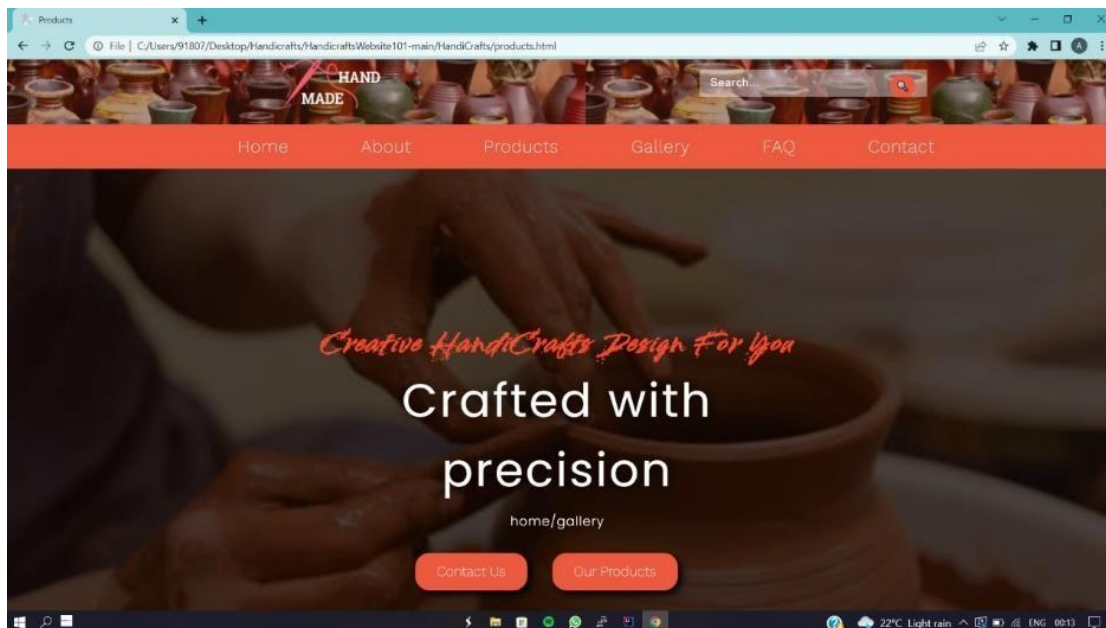 Products
File | C:/Users/91807/Desktop/Handicrafts/HandicraftsWebsite101-main/HandiCrafts/products.html
A
HAND
MADE
Search...
Home About Products Gallery FAQ Contact
Creative HandiCrafts Design For You
Crafted with
precision
home/gallery
Contact Us Our Products
22°C Light rain ENG 00:13